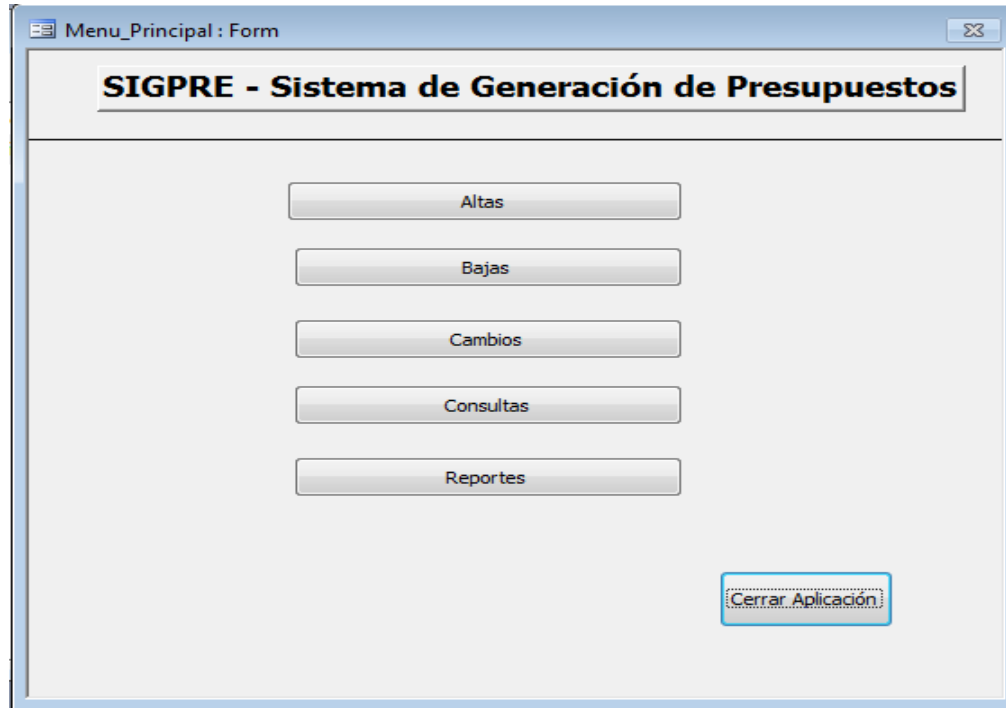 Menu_Principal : Form
SIGPRE - Sistema de Generación de Presupuestos
Altas
Bajas
Cambios
Consultas
Reportes
Cerrar Aplicación